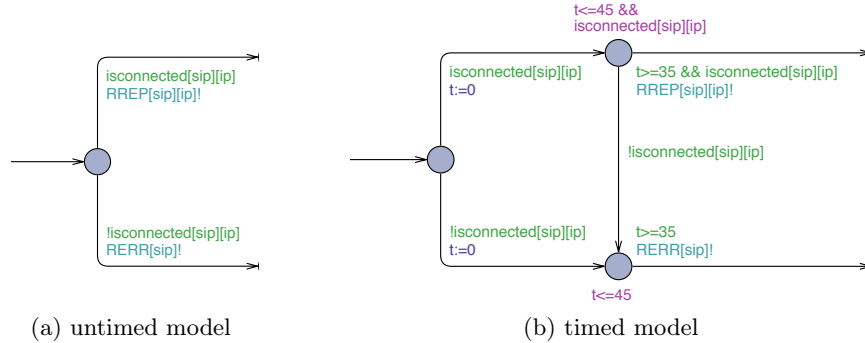 isconnected[sip][ip]
RREP[sip][ip]!
!isconnected[sip][ip]
RERR[sip]!
(a) untimed model
t<=45 &&
isconnected[sip][ip]
isconnected[sip][ip]
t:=0
t>=35 && isconnected[sip][ip]
RREP[sip][ip]!
!isconnected[sip][ip]
!isconnected[sip][ip]
t:=0
t>=35
RERR[sip]!
t<=45
(b) timed model